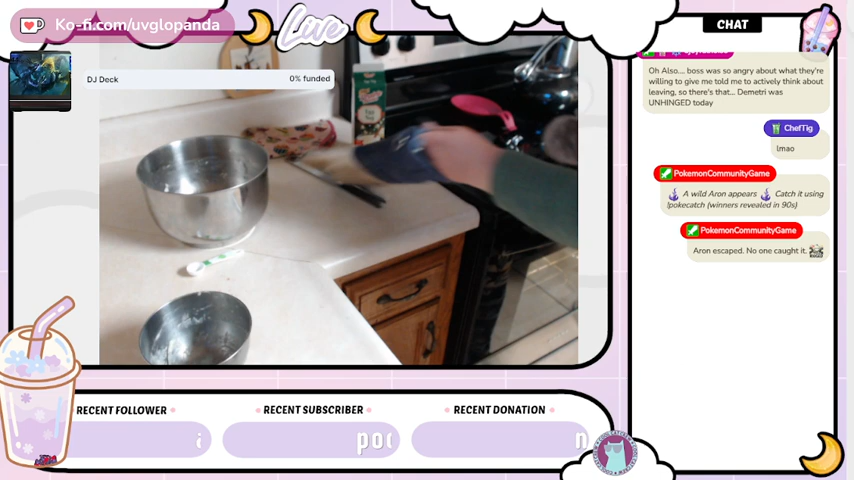 Ko-fi.com/uvglopanda
Live
CHAT
DJ Deck
0% funded
Oh Also.... boss was so angry about what they're
willing to give me told me to actively think about
leaving, so there's that... Demetri was
UNHINGED today
ChefTig
lmao
PokemonCommunityGame
A wild Aron appears Catch it using
!pokecatch (winners revealed in 90s)
PokemonCommunityGame
Aron escaped. No one caught it.
RECENT FOLLOWER
RECENT SUBSCRIBER
RECENT DONATION